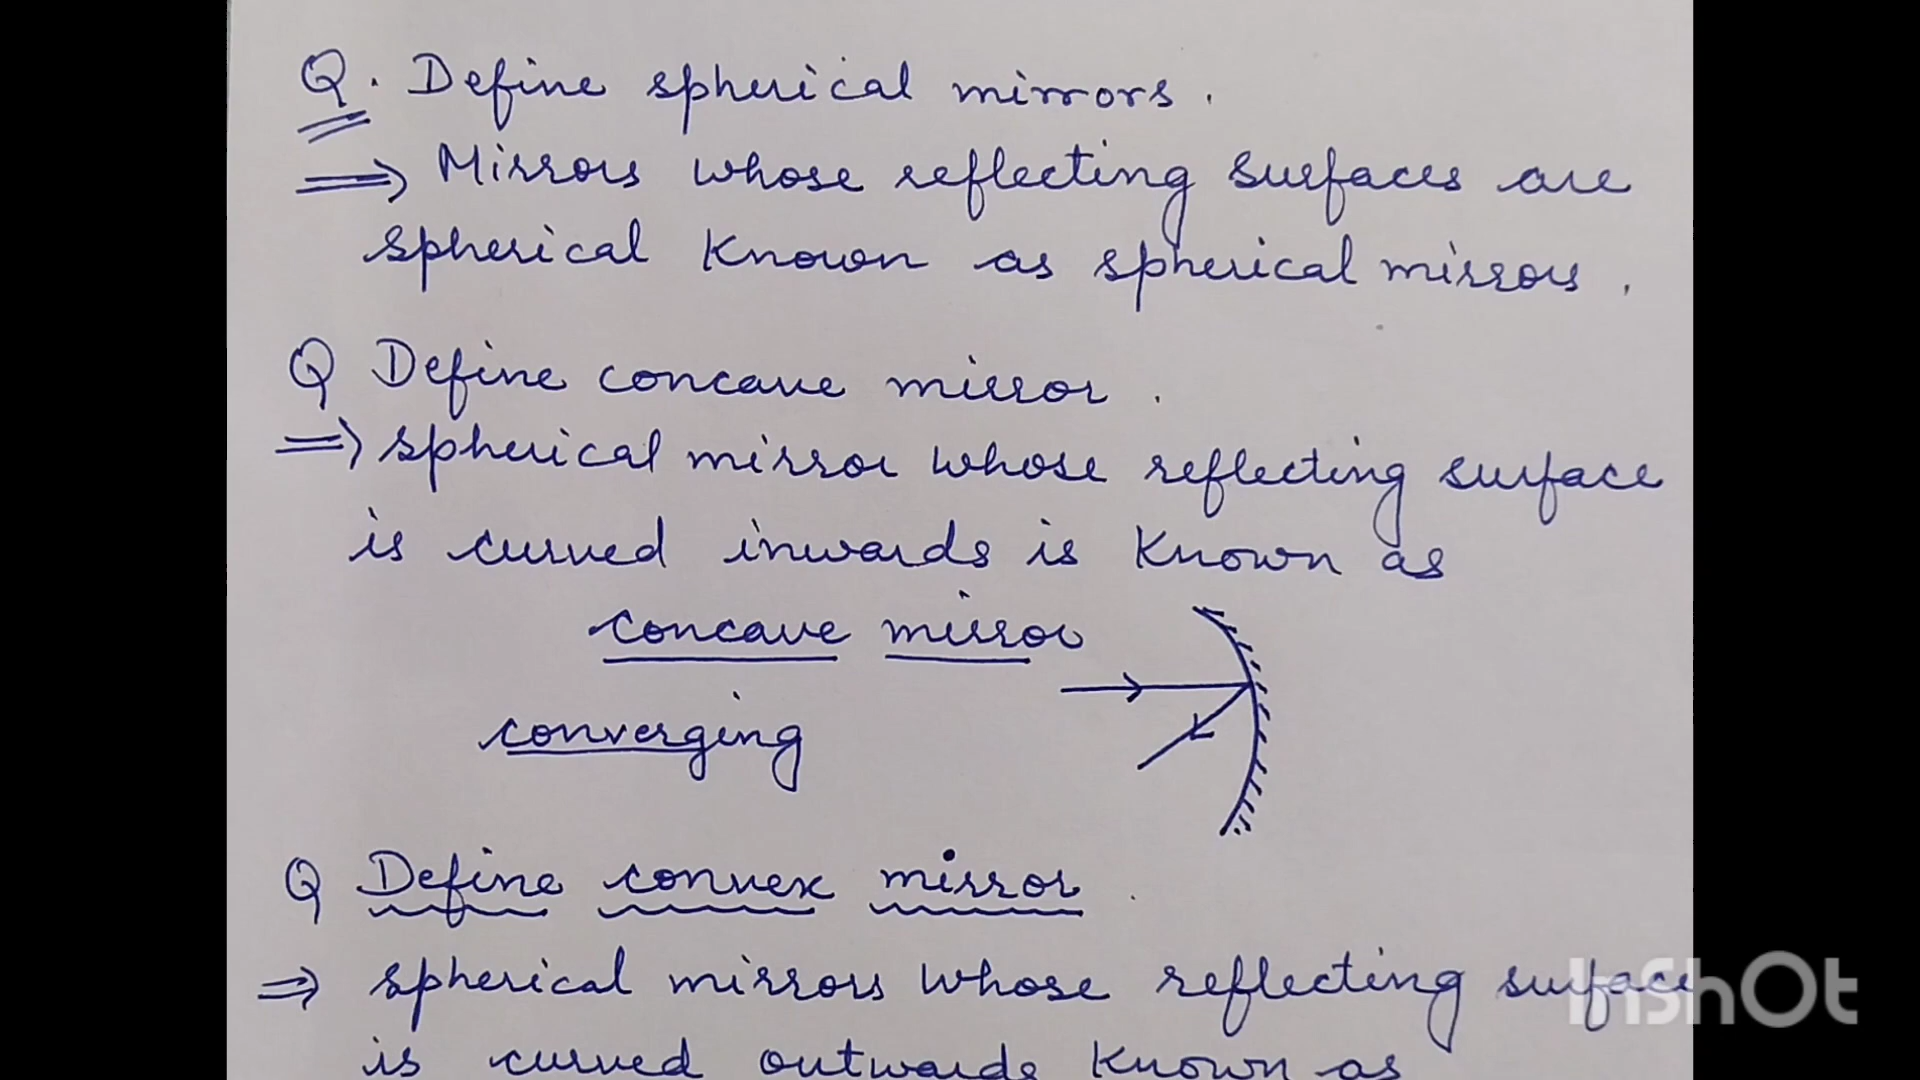 Q. Define spherical mirrors.
⇒ Mirrors whose reflecting surfaces are
spherical known as spherical mirrors.
Q Define concave mirror.
⇒ spherical mirror whose reflecting surface
is curved inwards is known as
concave mirror
converging
Q Define convex mirror.
⇒ spherical mirrors whose reflecting surface
is curved outwards known as
InShOt